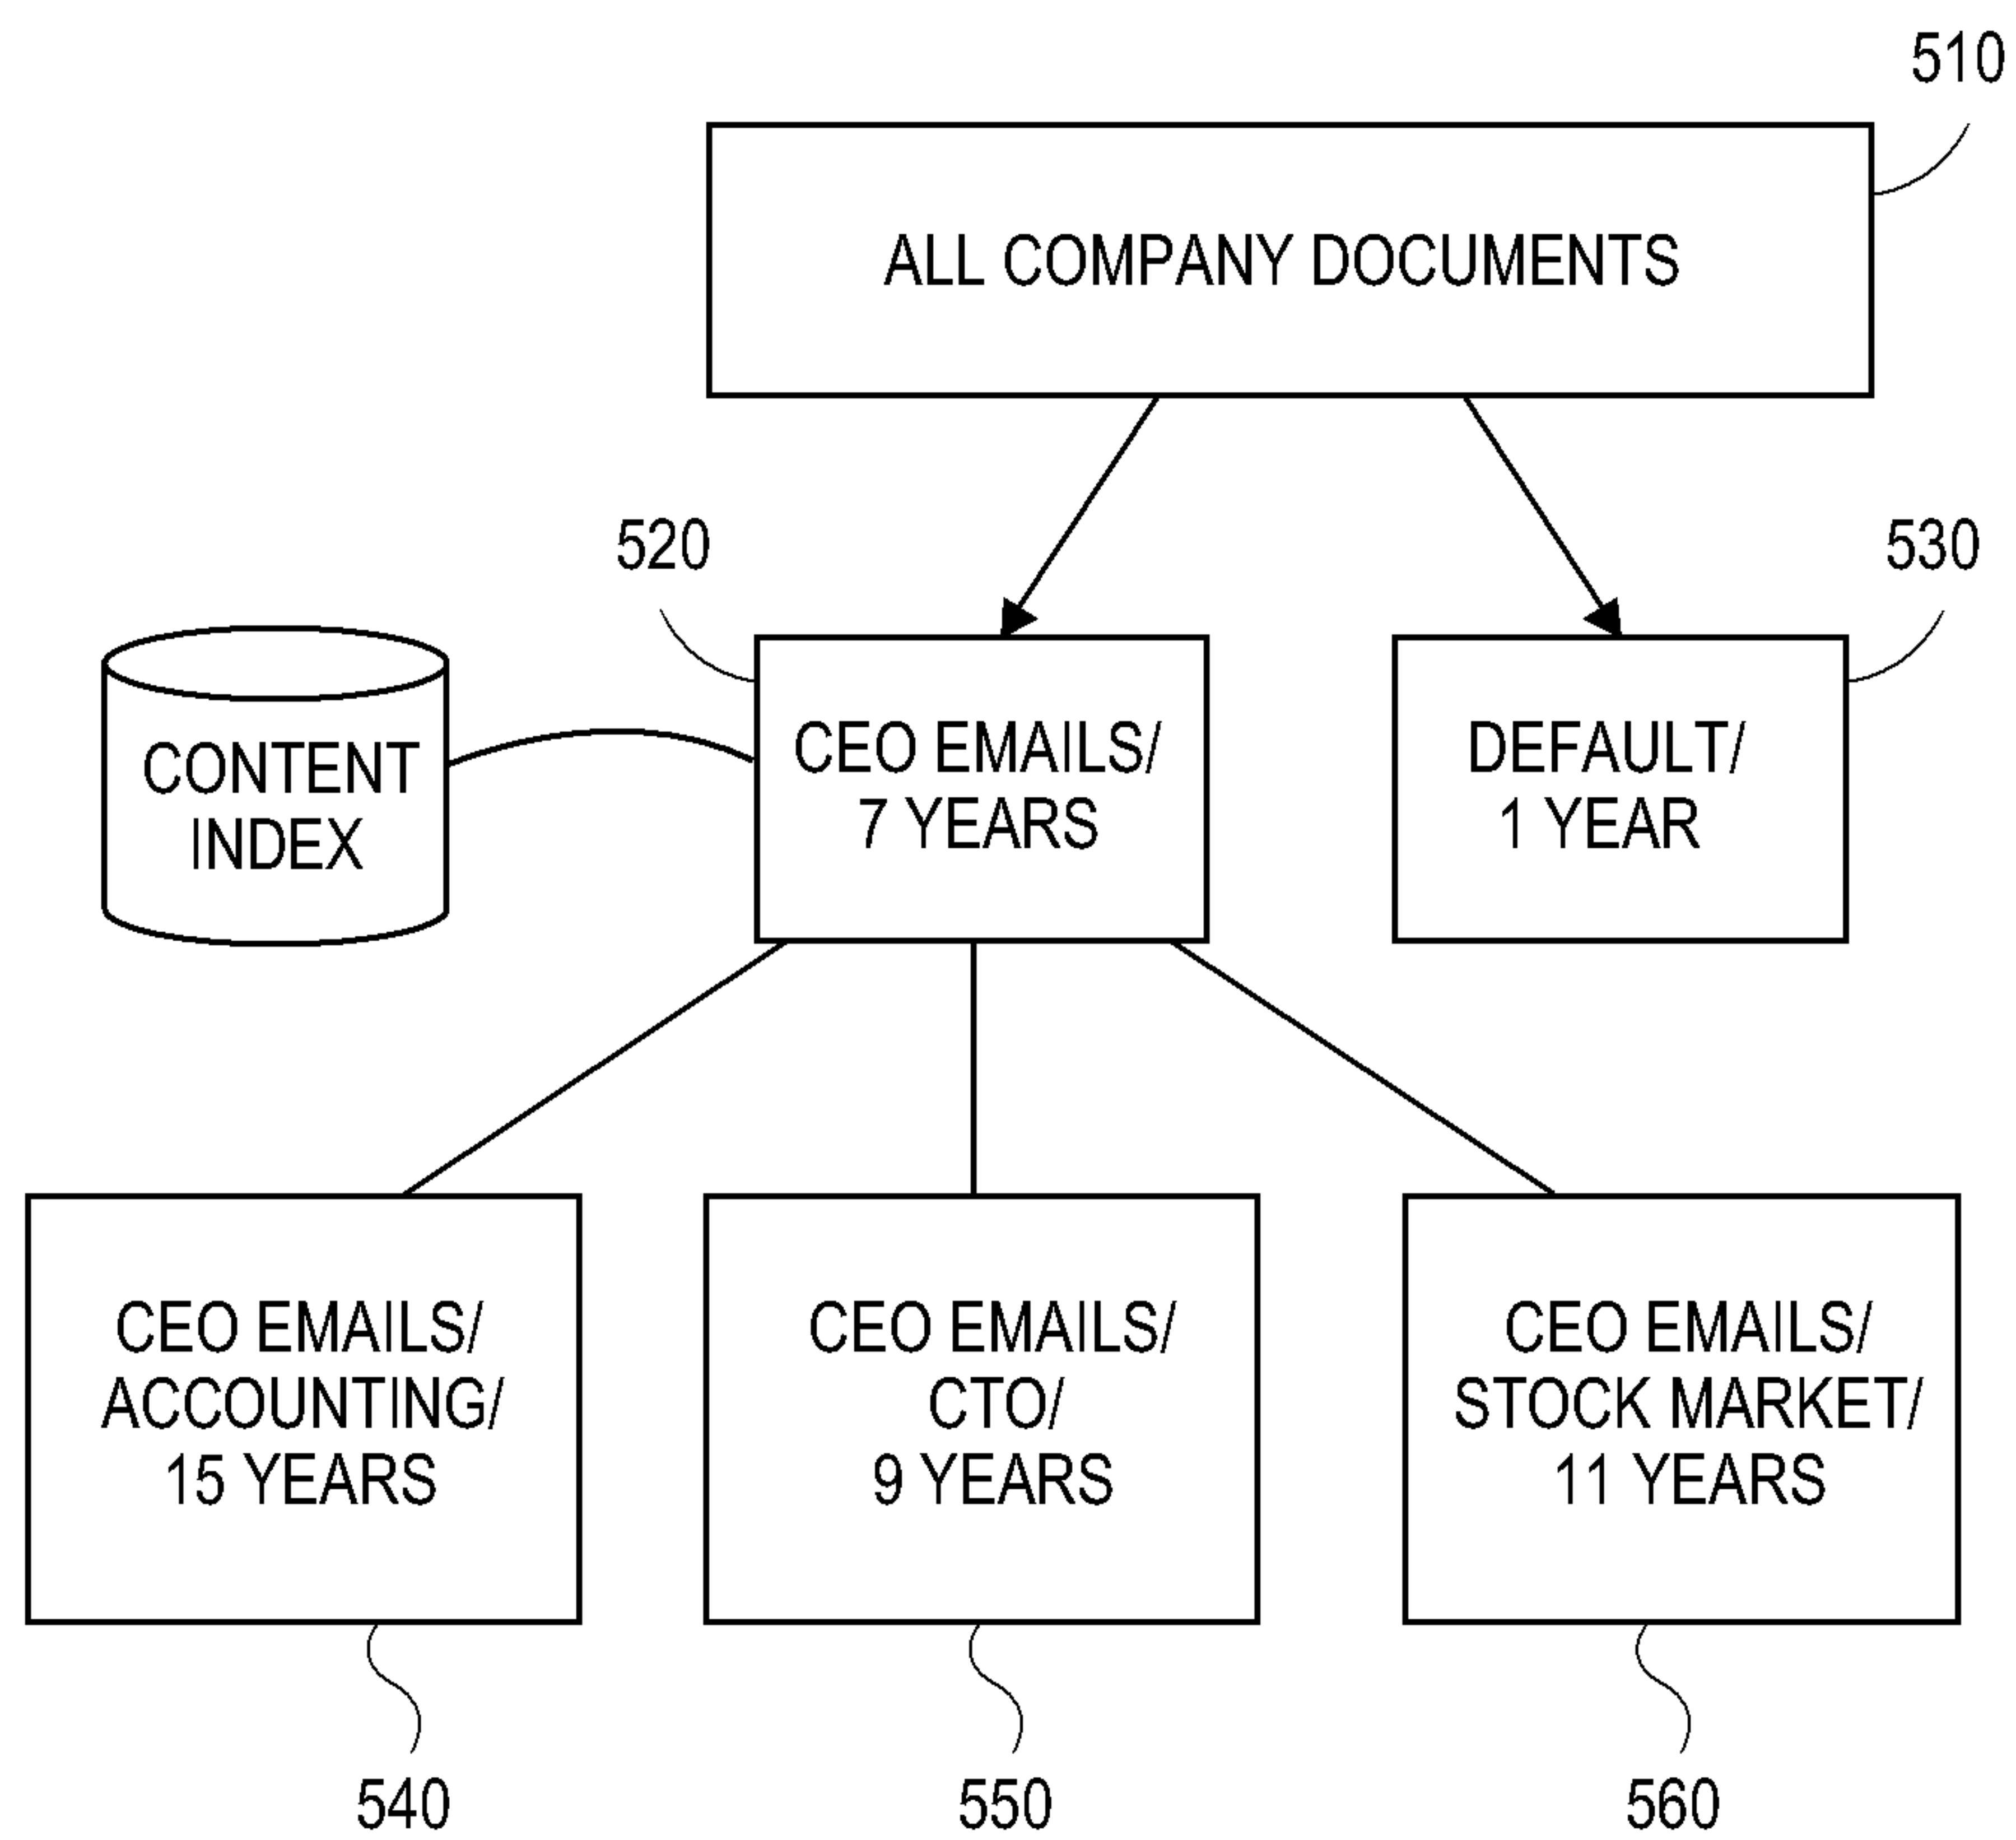 510
ALL COMPANY DOCUMENTS
520
530
CONTENT
INDEX
CEO EMAILS/
7 YEARS
DEFAULT/
1 YEAR
CEO EMAILS/
ACCOUNTING/
15 YEARS
CEO EMAILS/
CTO/
9 YEARS
CEO EMAILS/
STOCK MARKET/
11 YEARS
540
550
560